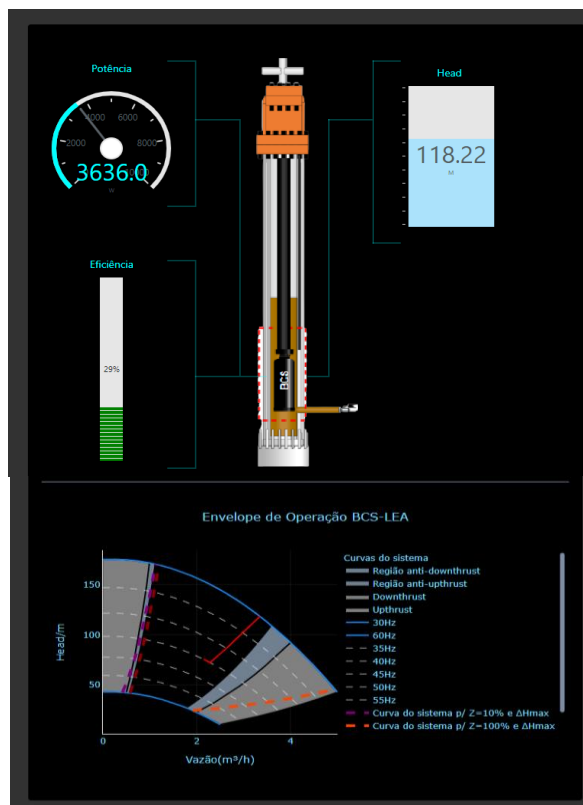 Potência
Head
4000
6000
2000
8000
3636.0
W
118.22
M
Eficiência
29%
BCS
Envelope de Operação BCS-LEA
Curvas do sistema
Região anti-downthrust
Região anti-upthrust
Downthrust
Upthrust
30Hz
60Hz
35Hz
40Hz
45Hz
50Hz
55Hz
Curva do sistema p/ Z=10% e ΔHmax
Curva do sistema p/ Z=100% e ΔHmax
Head/m
150
100
50
0
2
4
Vazão(m³/h)